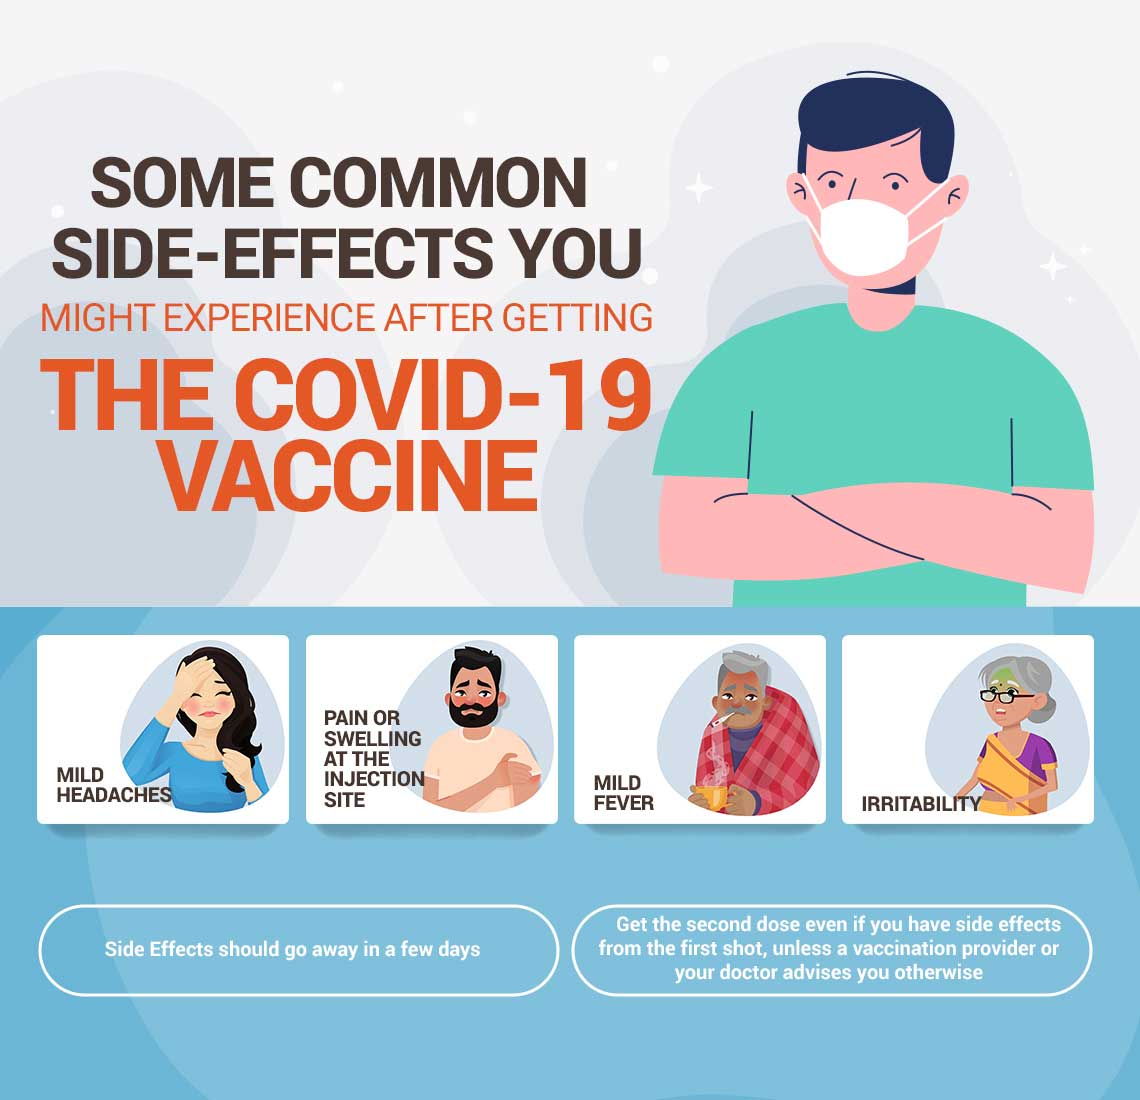 SOME COMMON
SIDE-EFFECTS YOU
MIGHT EXPERIENCE AFTER GETTING
THE COVID-19
VACCINE
MILD
HEADACHES
PAIN OR
SWELLING
AT THE
INJECTION
SITE
MILD
FEVER
IRRITABILITY
Side Effects should go away in a few days
Get the second dose even if you have side effects
from the first shot, unless a vaccination provider or
your doctor advises you otherwise